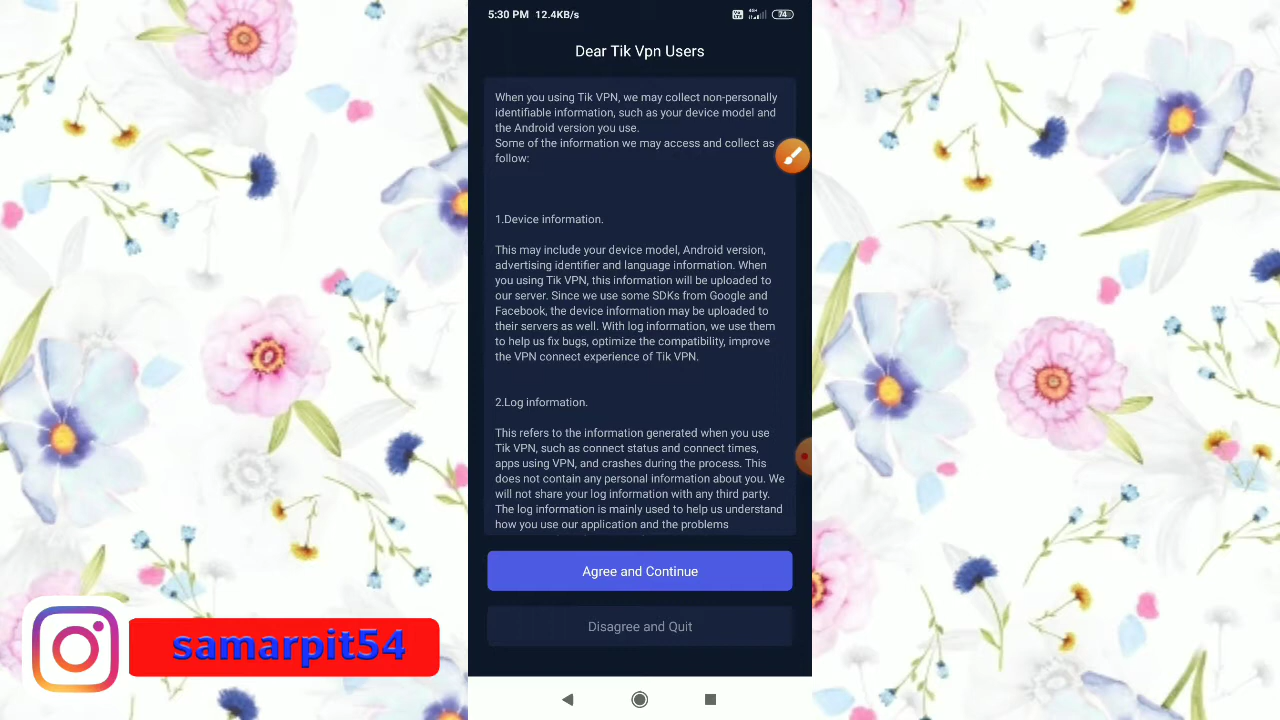 5:30 PM 12.4KB/s
74
Dear Tik Vpn Users
When you using Tik VPN, we may collect non-personally
identifiable information, such as your device model and
the Android version you use.
Some of the information we may access and collect as
follow:
1.Device information.
This may include your device model, Android version,
advertising identifier and language information. When
you using Tik VPN, this information will be uploaded to
our server. Since we use some SDKs from Google and
Facebook, the device information may be uploaded to
their servers as well. With log information, we use them
to help us fix bugs, optimize the compatibility, improve
the VPN connect experience of Tik VPN.
2.Log information.
This refers to the information generated when you use
Tik VPN, such as connect status and connect times,
apps using VPN, and crashes during the process. This
does not contain any personal information about you. We
will not share your log information with any third party.
The log information is mainly used to help us understand
how you use our application and the problems
Agree and Continue
Disagree and Quit
samarpit54